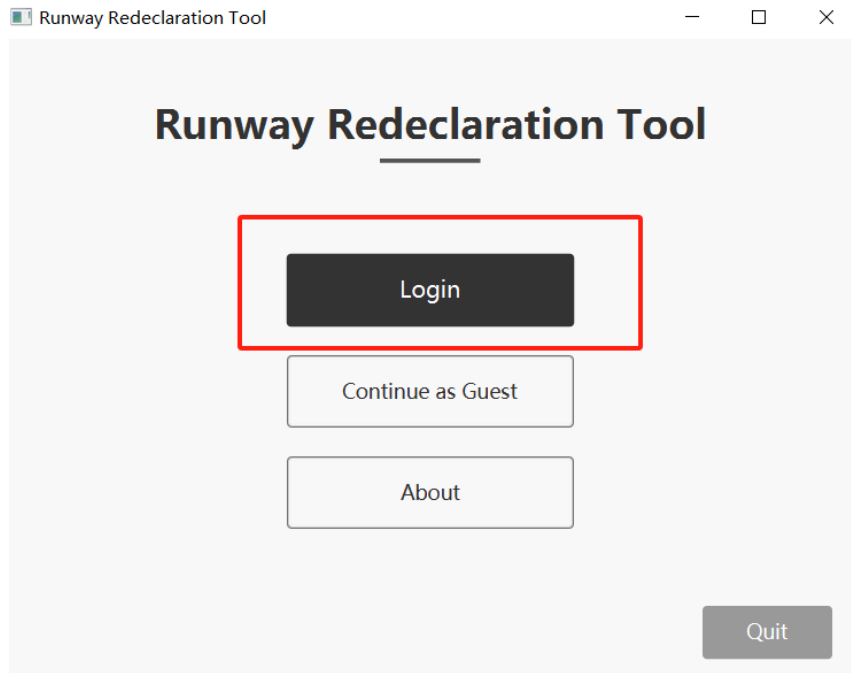 Runway Redeclaration Tool
Runway Redeclaration Tool
Login
Continue as Guest
About
Quit